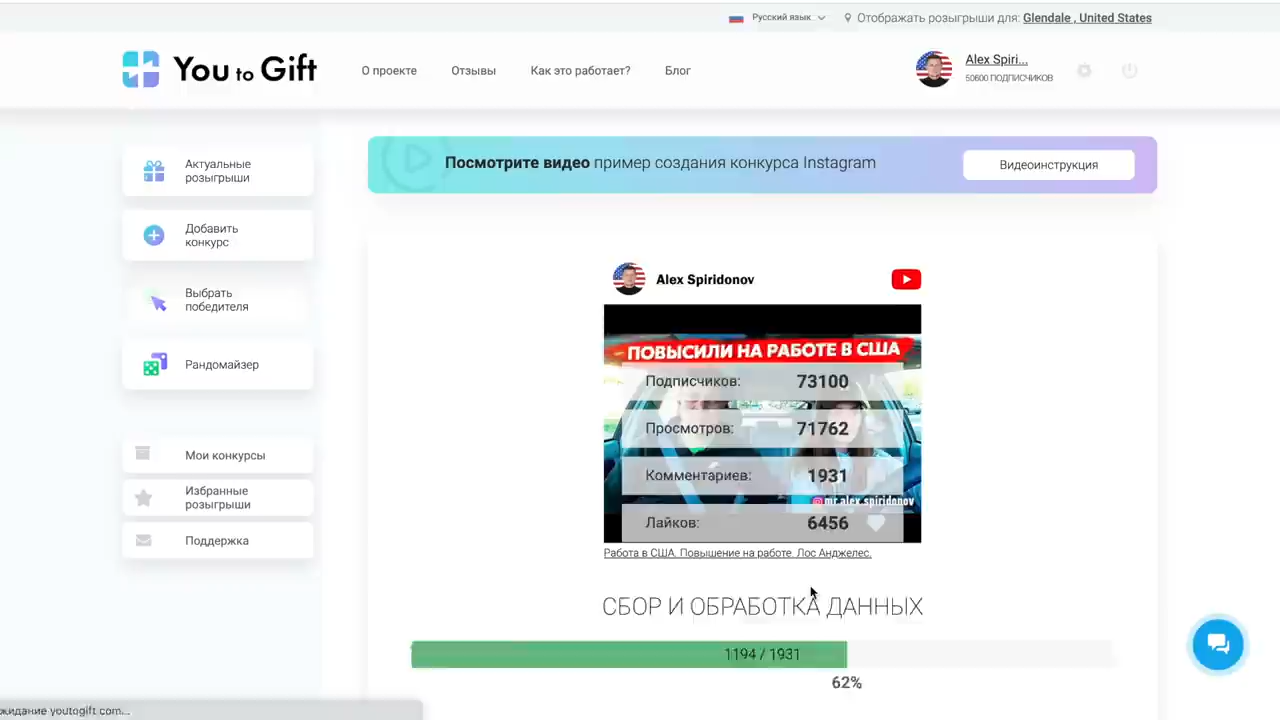 Русский язык
Отображать розыгрыши для: Glendale , United States
You to Gift
О проекте
Отзывы
Как это работает?
Блог
Alex Spiri...
50600 ПОДПИСЧИКОВ
Актуальные
розыгрыши
Добавить
конкурс
Выбрать
победителя
Рандомайзер
Мои конкурсы
Избранные
розыгрыши
Поддержка
Посмотрите видео пример создания конкурса Instagram
Видеоинструкция
Alex Spiridonov
ПОВЫСИЛИ НА РАБОТЕ В США
Подписчиков: 73100
Просмотров: 71762
Комментариев: 1931
mr.alex.spiridonov
Лайков: 6456
Работа в США. Повышение на работе. Лос Анджелес.
СБОР И ОБРАБОТКА ДАННЫХ
1194 / 1931
62%
жидание youtogift.com...